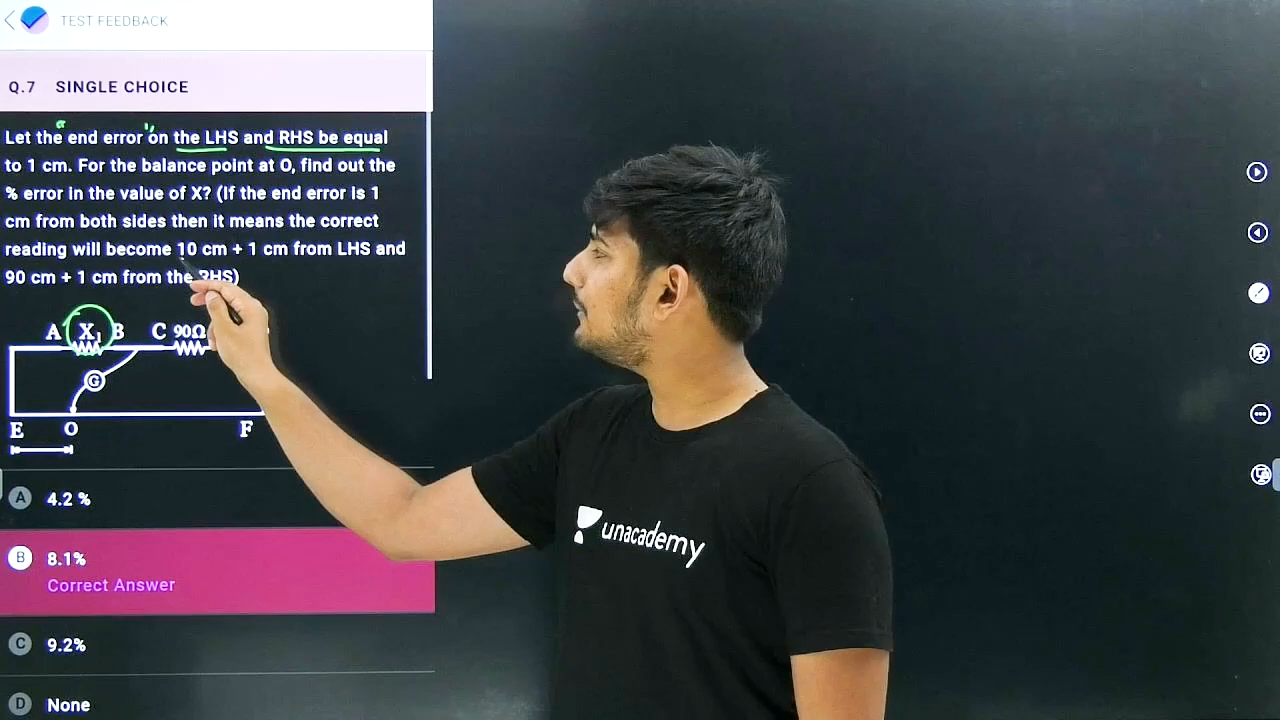 TEST FEEDBACK
Q.7 SINGLE CHOICE
Let the end error on the LHS and RHS be equal
to 1 cm. For the balance point at O, find out the
% error in the value of X? (If the end error is 1
cm from both sides then it means the correct
reading will become 10 cm + 1 cm from LHS and
90 cm + 1 cm from the RHS)
A X B C 90Ω
G
E O F
A 4.2 %
B 8.1%
Correct Answer
C 9.2%
D None
unacademy